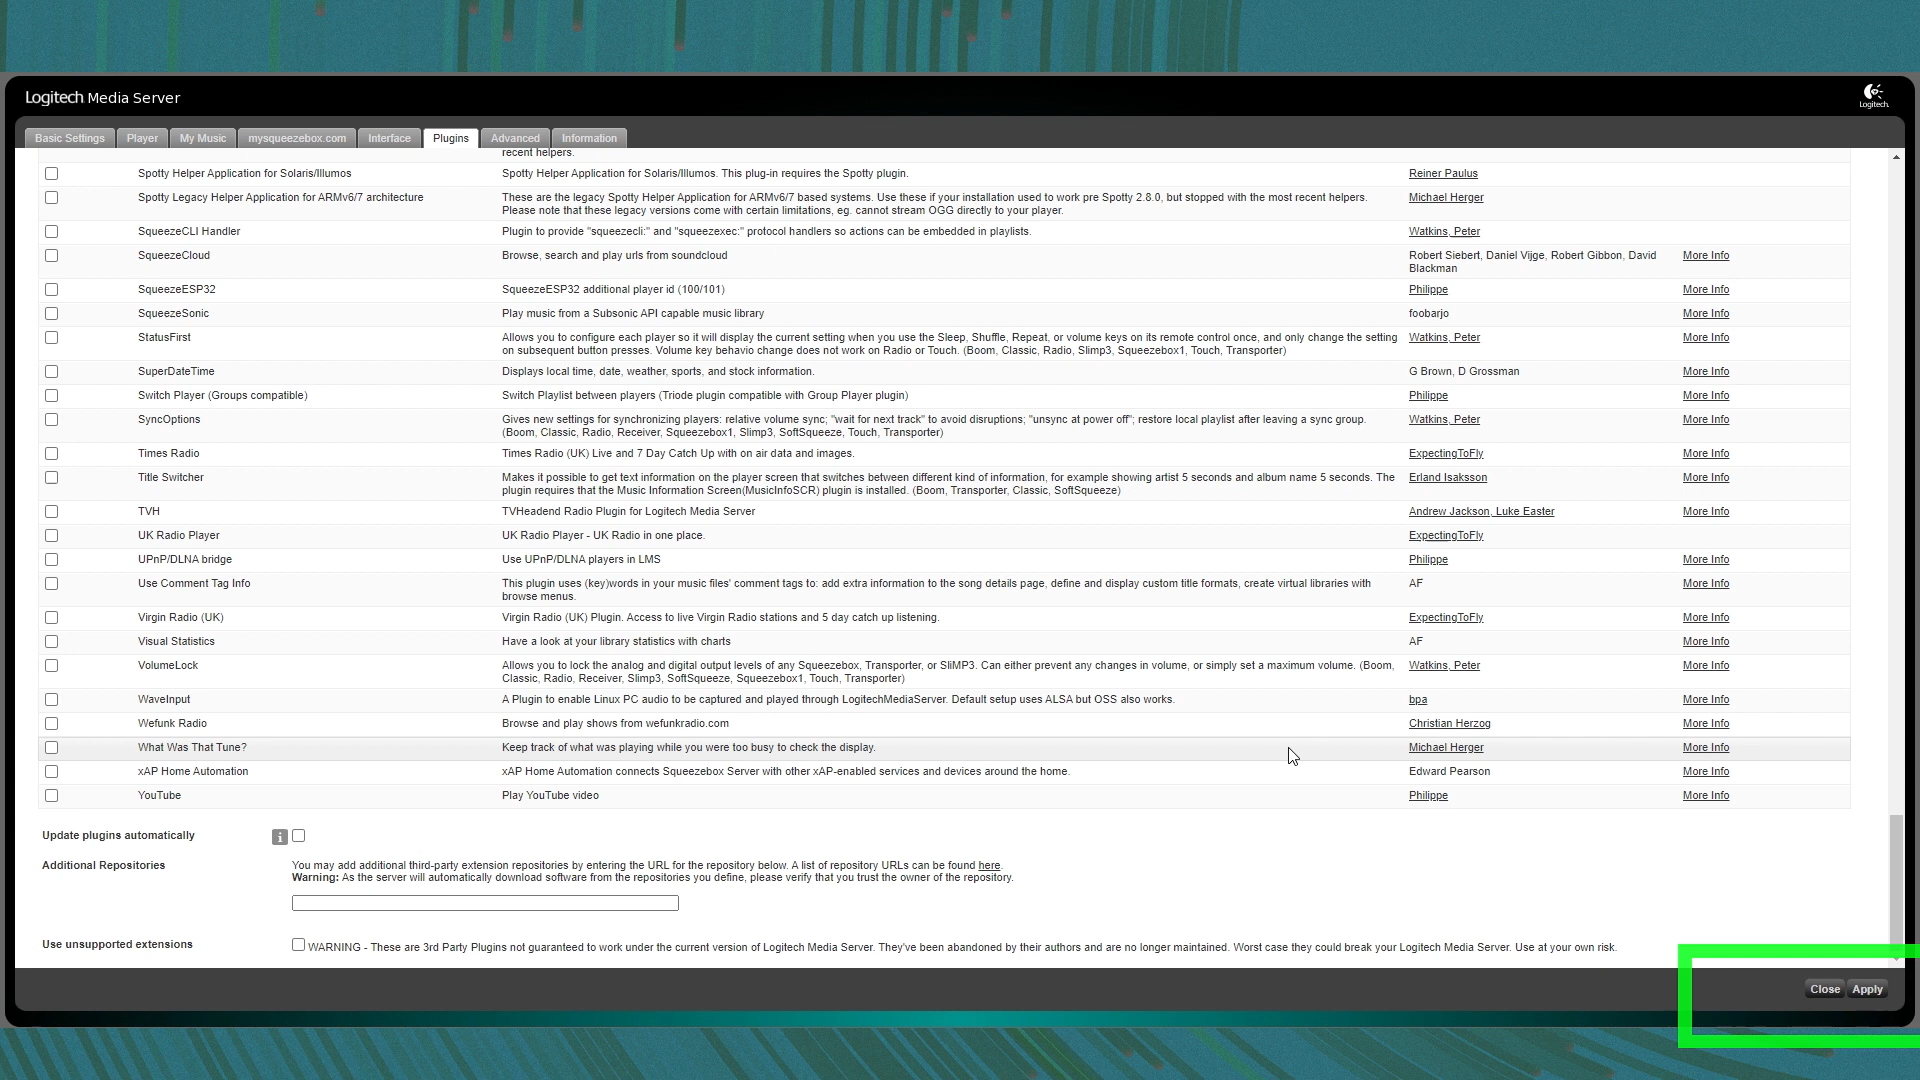 Logitech Media Server
Logitech
Basic Settings Player My Music mysqueezebox.com Interface Plugins Advanced Information
recent helpers.
Spotty Helper Application for Solaris/Illumos Spotty Helper Application for Solaris/Illumos. This plug-in requires the Spotty plugin. Reiner Paulus
Spotty Legacy Helper Application for ARMv6/7 architecture These are the legacy Spotty Helper Application for ARMv6/7 based systems. Use these if your installation used to work pre Spotty 2.8.0, but stopped with the most recent helpers. Michael Herger
Please note that these legacy versions come with certain limitations, eg. cannot stream OGG directly to your player.
SqueezeCLI Handler Plugin to provide "squeezecli:" and "squeezexec:" protocol handlers so actions can be embedded in playlists. Watkins, Peter
SqueezeCloud Browse, search and play urls from soundcloud Robert Siebert, Daniel Vijge, Robert Gibbon, David More Info
Blackman
SqueezeESP32 SqueezeESP32 additional player id (100/101) Philippe More Info
SqueezeSonic Play music from a Subsonic API capable music library foobarjo More Info
StatusFirst Allows you to configure each player so it will display the current setting when you use the Sleep, Shuffle, Repeat, or volume keys on its remote control once, and only change the setting Watkins, Peter More Info
on subsequent button presses. Volume key behavio change does not work on Radio or Touch. (Boom, Classic, Radio, Slimp3, Squeezebox1, Touch, Transporter)
SuperDateTime Displays local time, date, weather, sports, and stock information. G Brown, D Grossman More Info
Switch Player (Groups compatible) Switch Playlist between players (Triode plugin compatible with Group Player plugin) Philippe More Info
SyncOptions Gives new settings for synchronizing players: relative volume sync; "wait for next track" to avoid disruptions; "unsync at power off"; restore local playlist after leaving a sync group. Watkins, Peter More Info
(Boom, Classic, Radio, Receiver, Squeezebox1, Slimp3, SoftSqueeze, Touch, Transporter)
Times Radio Times Radio (UK) Live and 7 Day Catch Up with on air data and images. ExpectingToFly More Info
Title Switcher Makes it possible to get text information on the player screen that switches between different kind of information, for example showing artist 5 seconds and album name 5 seconds. The Erland Isaksson More Info
plugin requires that the Music Information Screen(MusicInfoSCR) plugin is installed. (Boom, Transporter, Classic, SoftSqueeze)
TVH TVHeadend Radio Plugin for Logitech Media Server Andrew Jackson, Luke Easter More Info
UK Radio Player UK Radio Player - UK Radio in one place. ExpectingToFly
UPnP/DLNA bridge Use UPnP/DLNA players in LMS Philippe More Info
Use Comment Tag Info This plugin uses (key)words in your music files' comment tags to: add extra information to the song details page, define and display custom title formats, create virtual libraries with AF More Info
browse menus.
Virgin Radio (UK) Virgin Radio (UK) Plugin. Access to live Virgin Radio stations and 5 day catch up listening. ExpectingToFly More Info
Visual Statistics Have a look at your library statistics with charts AF More Info
VolumeLock Allows you to lock the analog and digital output levels of any Squeezebox, Transporter, or SliMP3. Can either prevent any changes in volume, or simply set a maximum volume. (Boom, Watkins, Peter More Info
Classic, Radio, Receiver, Slimp3, SoftSqueeze, Squeezebox1, Touch, Transporter)
WaveInput A Plugin to enable Linux PC audio to be captured and played through LogitechMediaServer. Default setup uses ALSA but OSS also works. bpa More Info
Wefunk Radio Browse and play shows from wefunkradio.com Christian Herzog More Info
What Was That Tune? Keep track of what was playing while you were too busy to check the display. Michael Herger More Info
xAP Home Automation xAP Home Automation connects Squeezebox Server with other xAP-enabled services and devices around the home. Edward Pearson More Info
YouTube Play YouTube video Philippe More Info
Update plugins automatically i
Additional Repositories You may add additional third-party extension repositories by entering the URL for the repository below. A list of repository URLs can be found here.
Warning: As the server will automatically download software from the repositories you define, please verify that you trust the owner of the repository.
Use unsupported extensions WARNING - These are 3rd Party Plugins not guaranteed to work under the current version of Logitech Media Server. They've been abandoned by their authors and are no longer maintained. Worst case they could break your Logitech Media Server. Use at your own risk.
Close Apply